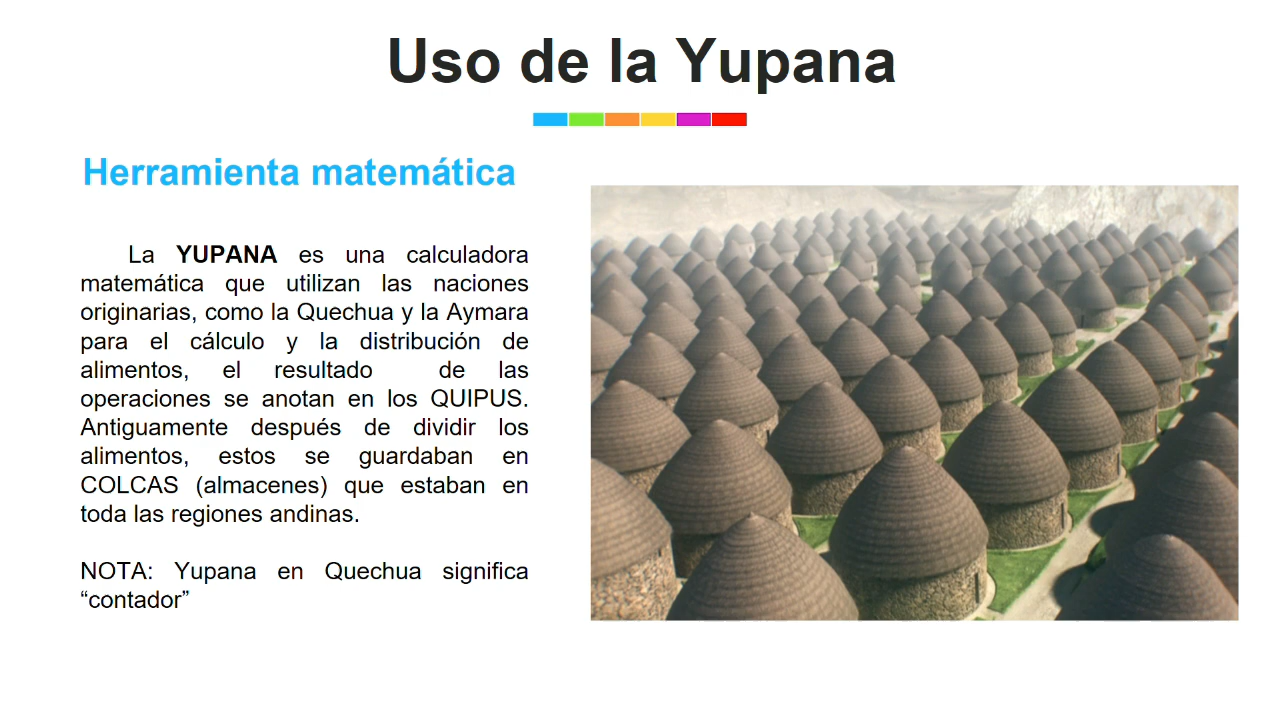 Uso de la Yupana
Herramienta matemática
La YUPANA es una calculadora
matemática que utilizan las naciones
originarias, como la Quechua y la Aymara
para el cálculo y la distribución de
alimentos, el resultado de las
operaciones se anotan en los QUIPUS.
Antiguamente después de dividir los
alimentos, estos se guardaban en
COLCAS (almacenes) que estaban en
toda las regiones andinas.
NOTA: Yupana en Quechua significa
“contador”